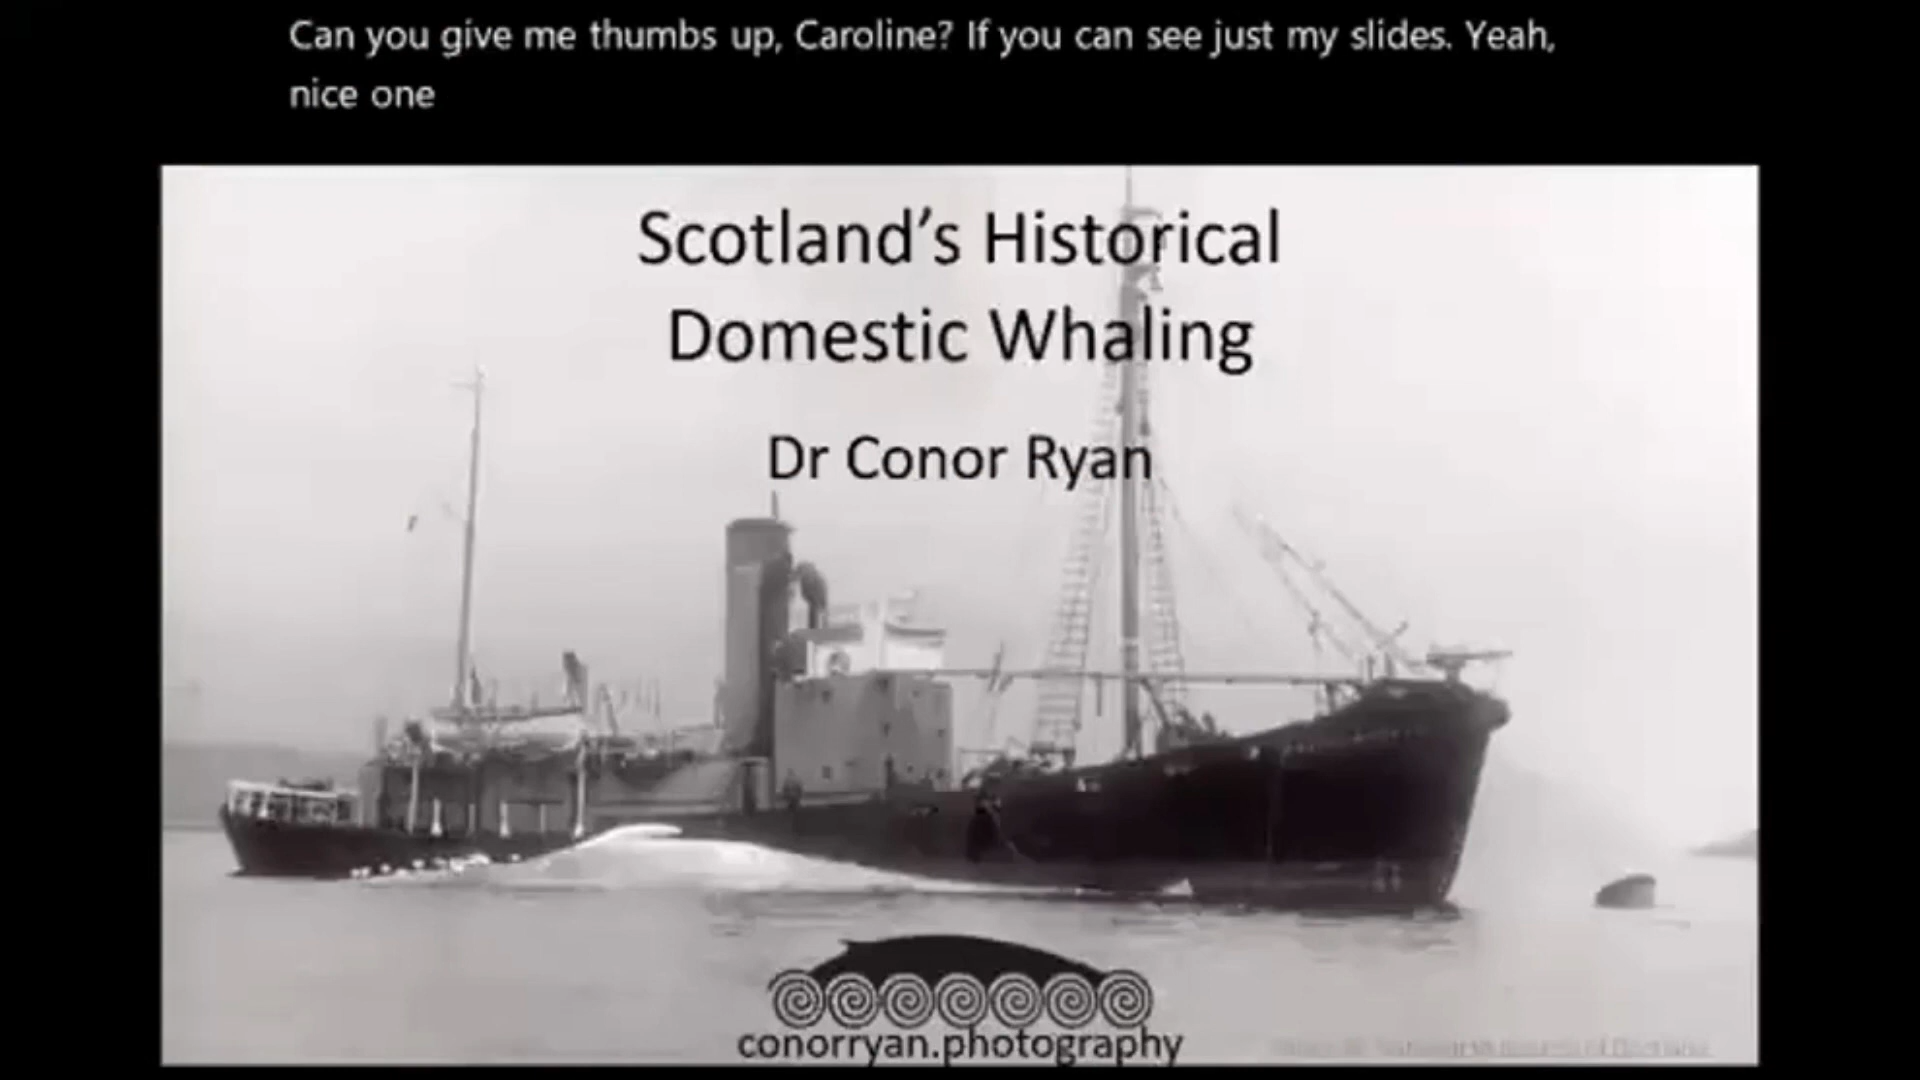 Can you give me thumbs up, Caroline? If you can see just my slides. Yeah,
nice one
Scotland's Historical
Domestic Whaling
Dr Conor Ryan
conorryan.photography